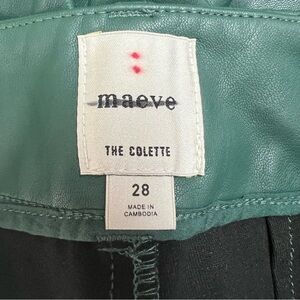 maeve
THE COLETTE
28
MADE IN
CAMBODIA